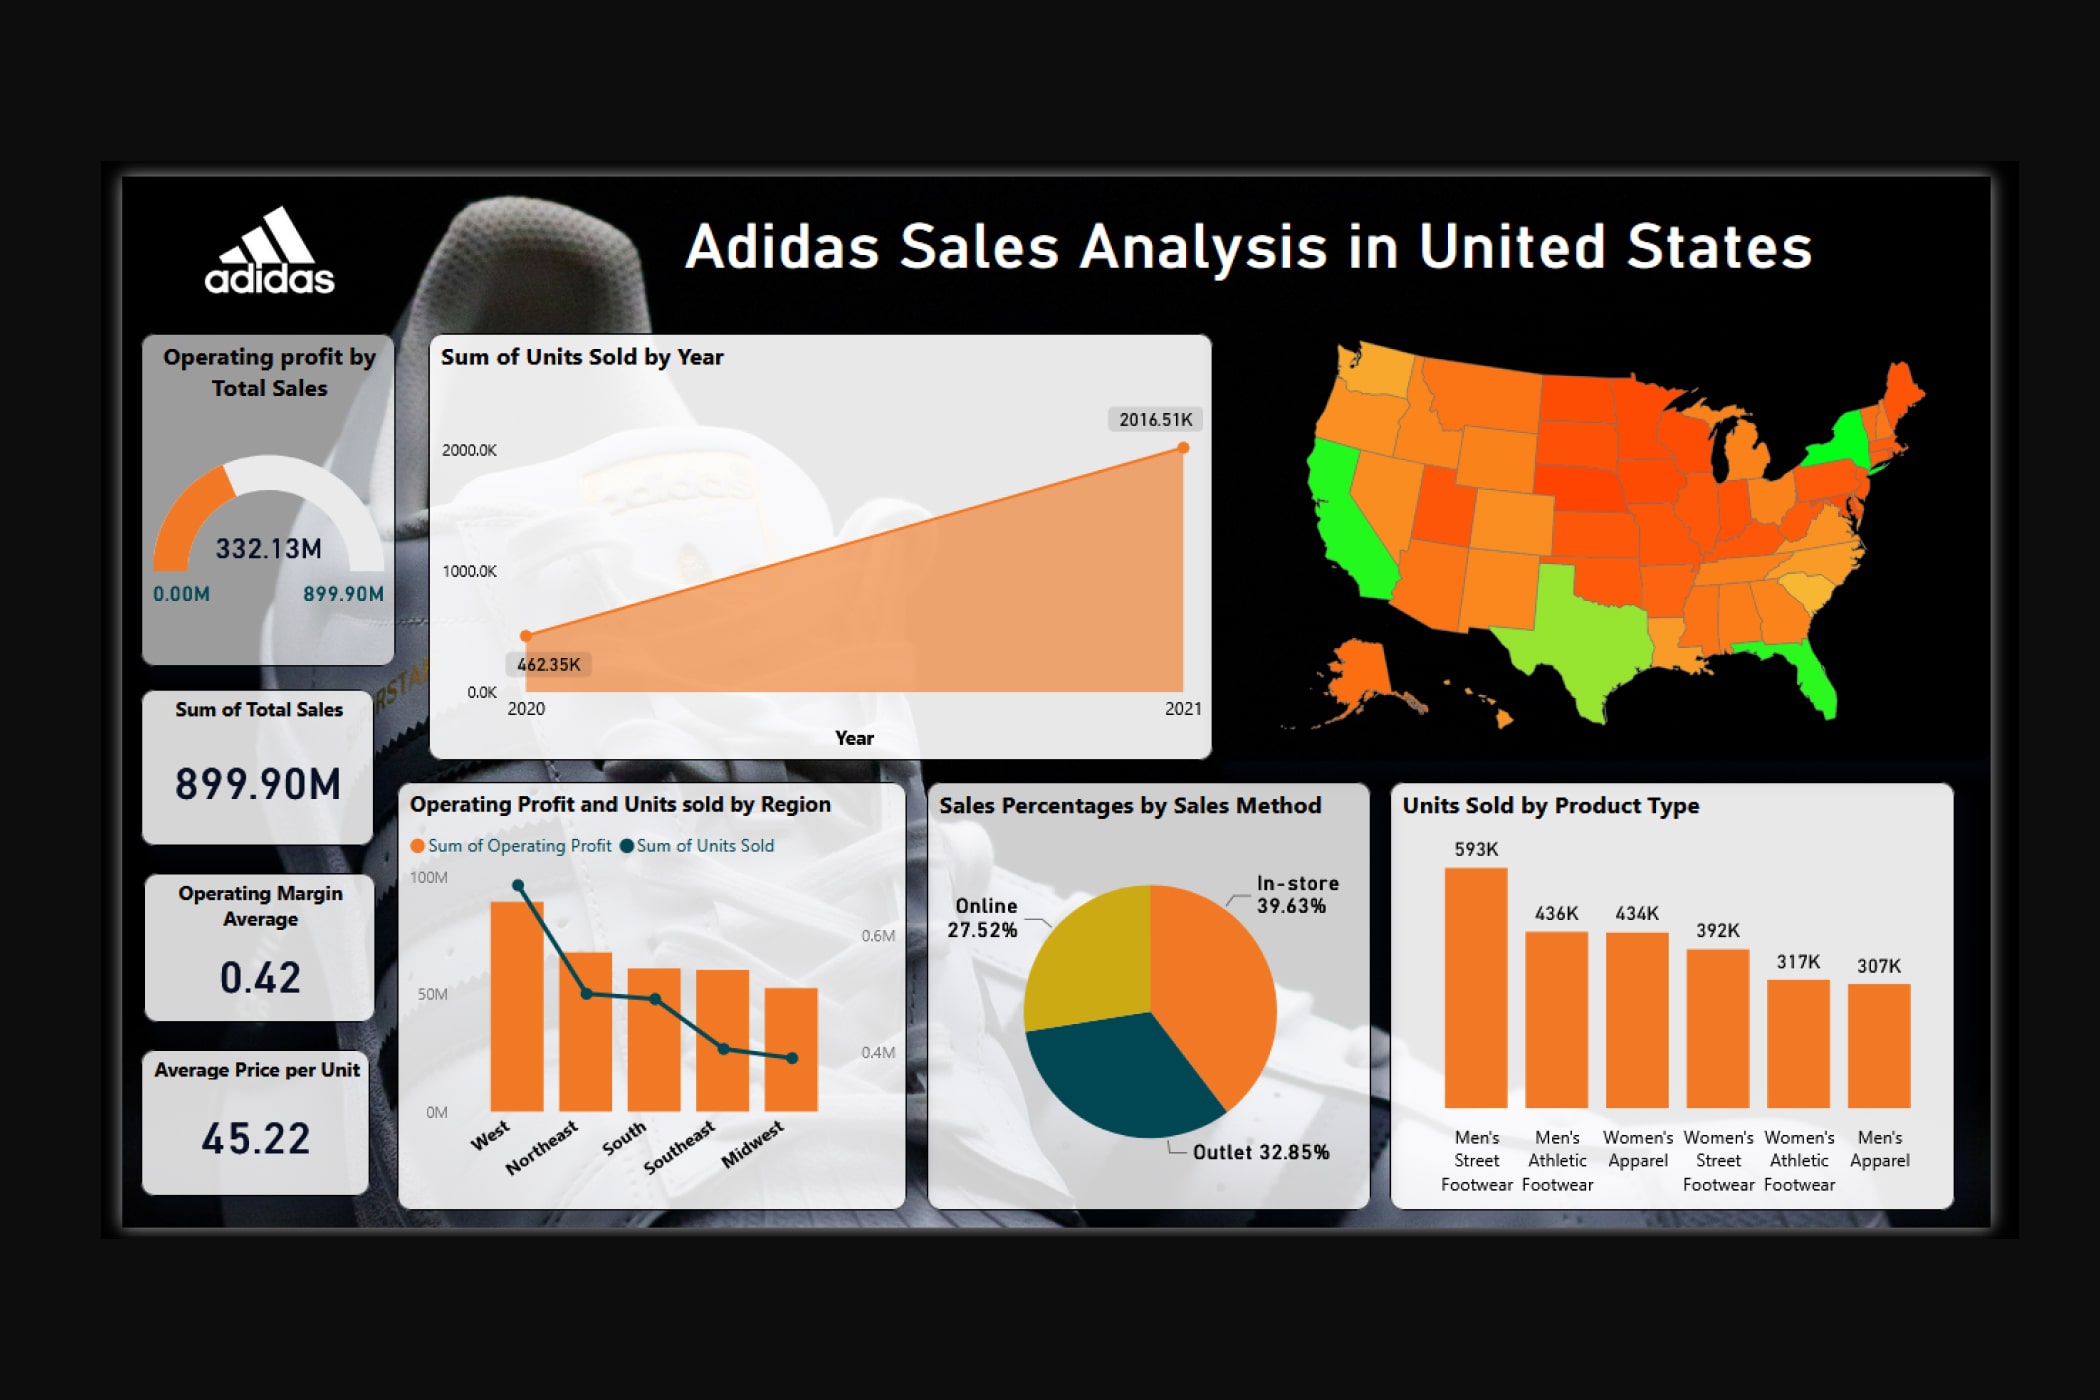 adidas
Adidas Sales Analysis in United States
Operating profit by
Total Sales
332.13M
0.00M
899.90M
Sum of Total Sales
899.90M
Operating Margin
Average
0.42
Average Price per Unit
45.22
Sum of Units Sold by Year
2016.51K
2000.0K
1000.0K
462.35K
0.0K
2020
2021
Year
Operating Profit and Units sold by Region
Sum of Operating Profit
Sum of Units Sold
100M
0.6M
50M
0.4M
0M
West
Northeast
South
Southeast
Midwest
Sales Percentages by Sales Method
In-store
39.63%
Online
27.52%
Outlet 32.85%
Units Sold by Product Type
593K
436K
434K
392K
317K
307K
Men's
Street
Footwear
Men's
Athletic
Footwear
Women's
Apparel
Women's
Street
Footwear
Women's
Athletic
Footwear
Men's
Apparel